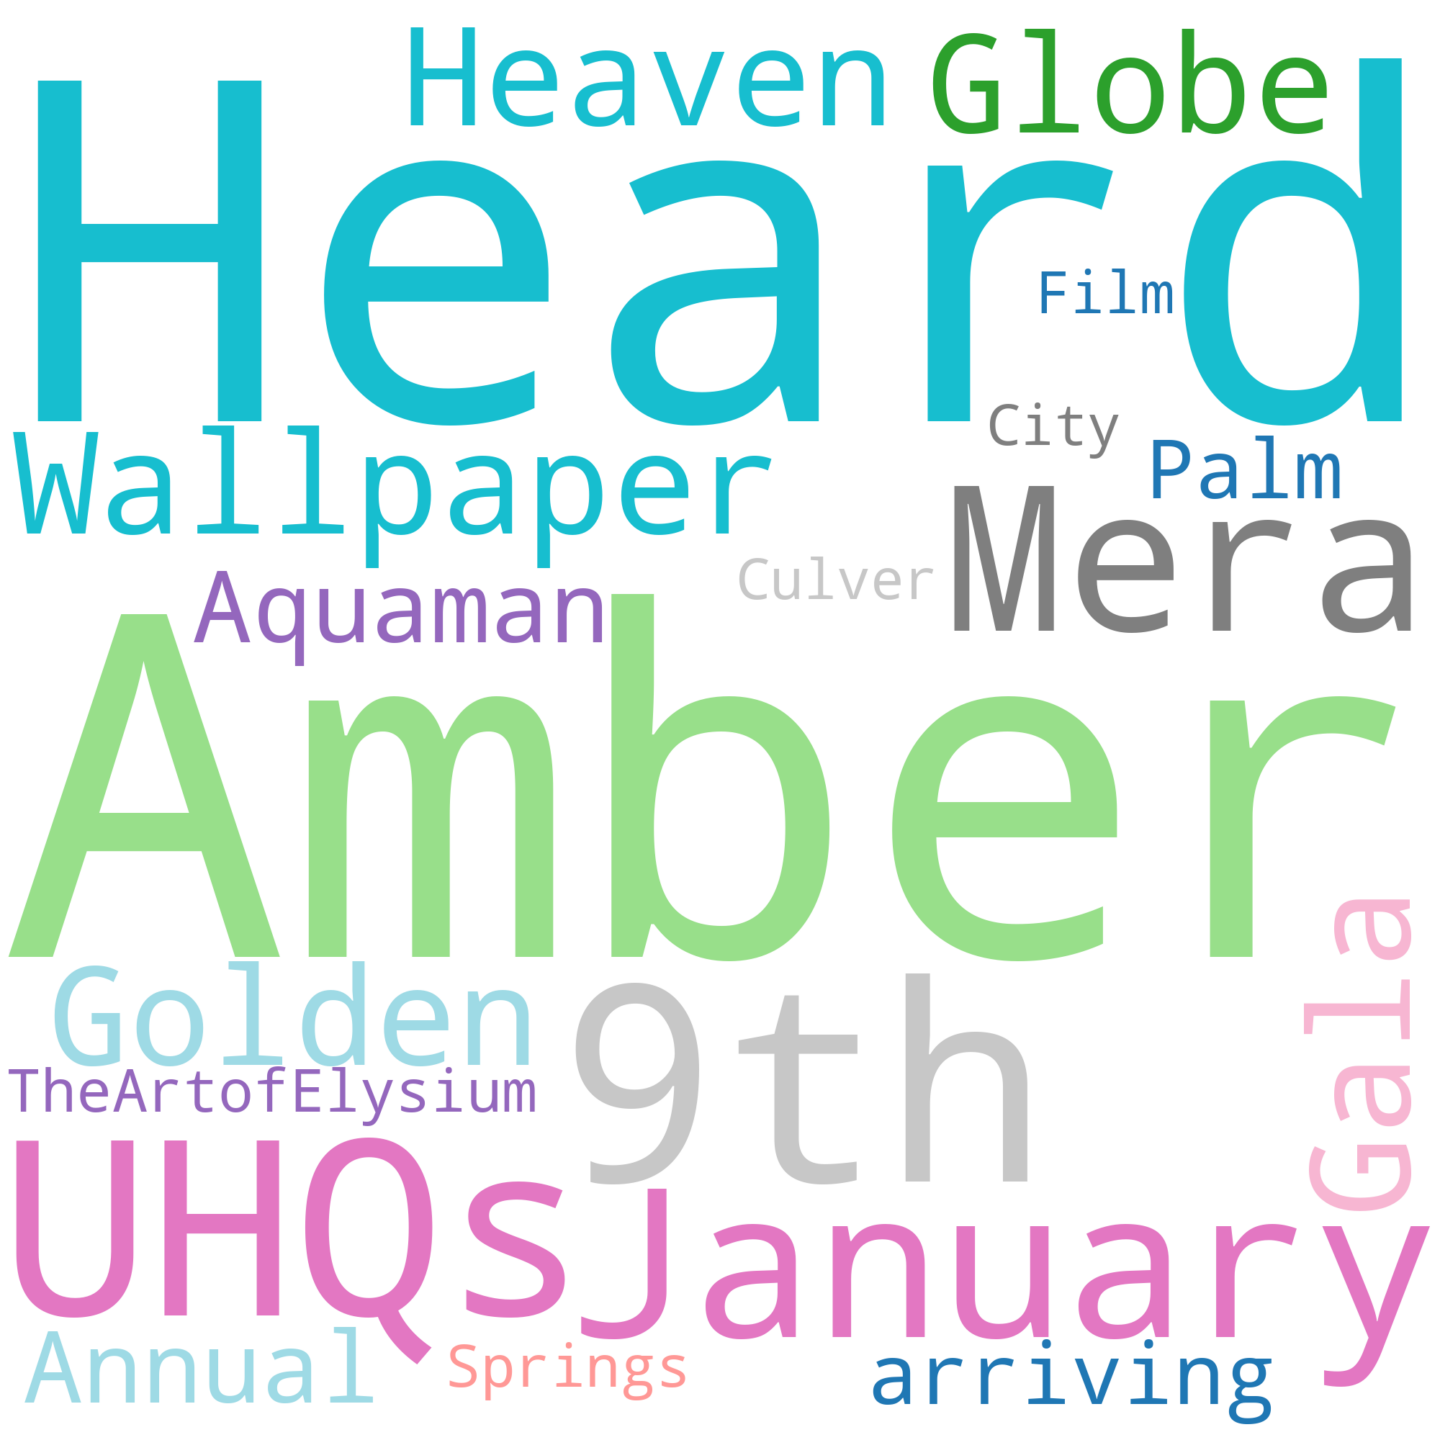 Heaven
Globe
Heard
Film
City
Wallpaper
Palm
Mera
Culver
Aquaman
Amber
Gala
Golden
9th
TheArtofElysium
UHQs
January
Annual
Springs
arriving